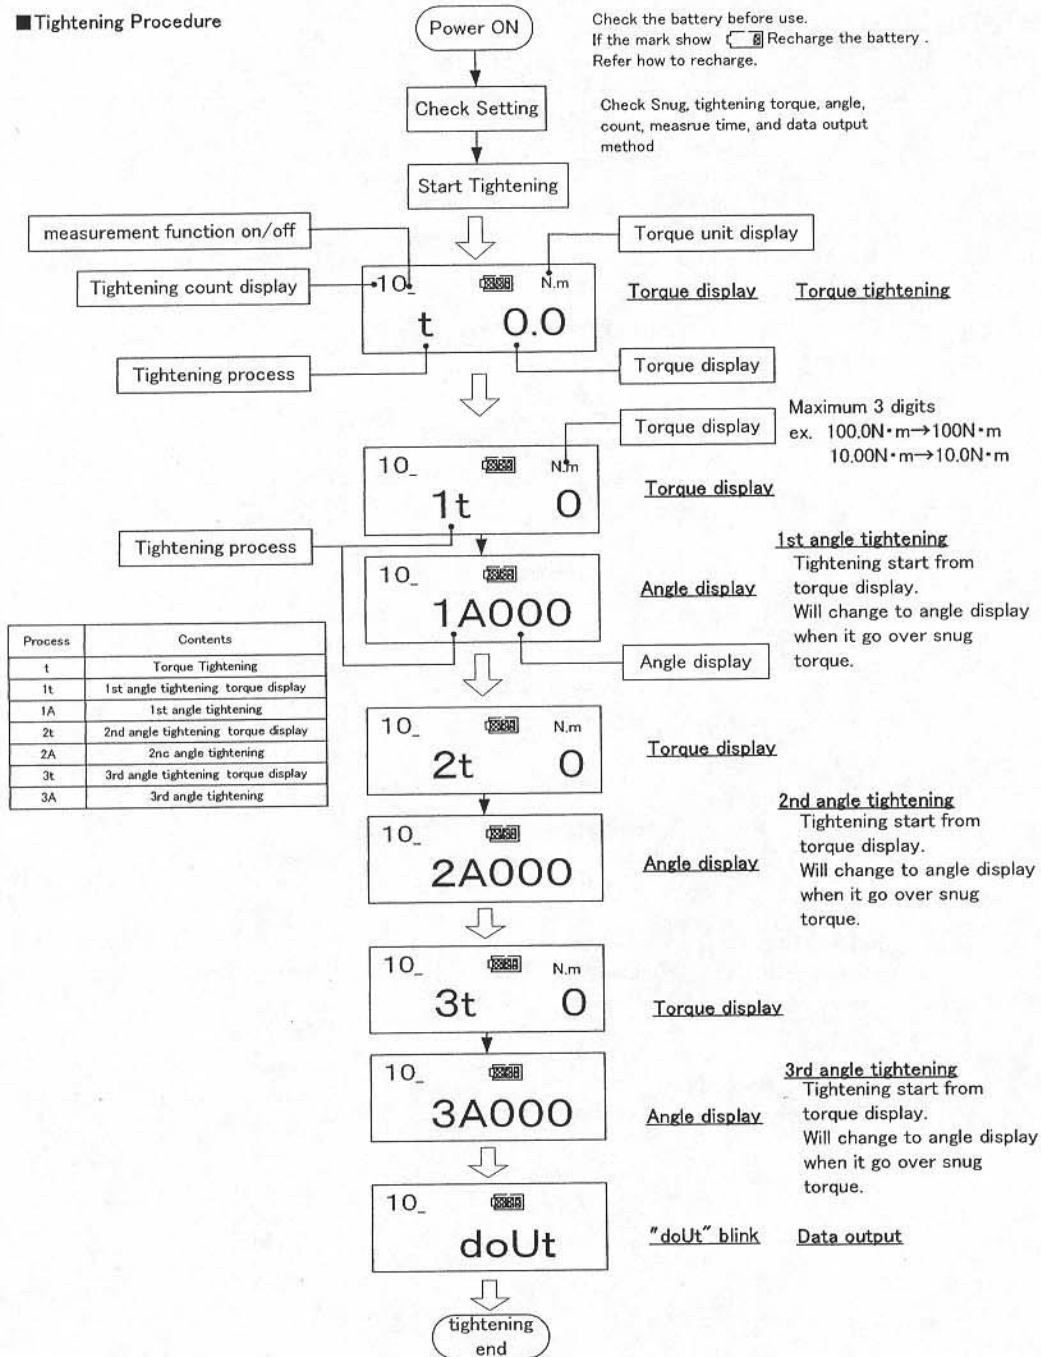 ■Tightening Procedure
Power ON
Check the battery before use.
If the mark show Recharge the battery .
Refer how to recharge.
Check Setting
Check Snug, tightening torque, angle,
count, measrue time, and data output
method
Start Tightening
measurement function on/off
Torque unit display
Tightening count display
10_
N.m
t 0.0
Torque display Torque tightening
Tightening process
Torque display
Torque display
Maximum 3 digits
ex. 100.0N・m→100N・m
10.00N・m→10.0N・m
10_
N.m
1t 0
Torque display
Tightening process
10_
1A000
Angle display
1st angle tightening
Tightening start from
torque display.
Will change to angle display
when it go over snug
torque.
Angle display
Process Contents
t Torque Tightening
1t 1st angle tightening torque display
1A 1st angle tightening
2t 2nd angle tightening torque display
2A 2nc angle tightening
3t 3rd angle tightening torque display
3A 3rd angle tightening
10_
N.m
2t 0
Torque display
10_
2A000
Angle display
2nd angle tightening
Tightening start from
torque display.
Will change to angle display
when it go over snug
torque.
10_
N.m
3t 0
Torque display
10_
3A000
Angle display
3rd angle tightening
Tightening start from
torque display.
Will change to angle display
when it go over snug
torque.
10_
doUt
"doUt" blink Data output
tightening
end